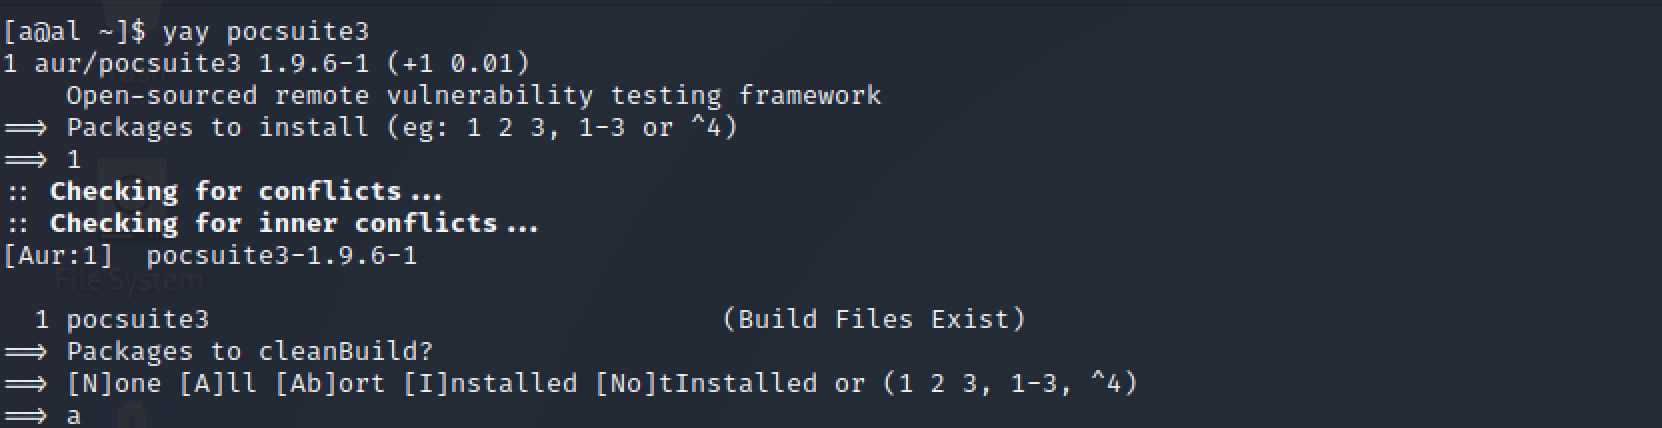 [a@al ~]$ yay pocsuite3
1 aur/pocsuite3 1.9.6-1 (+1 0.01)
Open-sourced remote vulnerability testing framework
==> Packages to install (eg: 1 2 3, 1-3 or ^4)
==> 1
:: Checking for conflicts...
:: Checking for inner conflicts...
[Aur:1]  pocsuite3-1.9.6-1
File System
1 pocsuite3 (Build Files Exist)
==> Packages to cleanBuild?
==> [N]one [A]ll [Ab]ort [I]nstalled [No]tInstalled or (1 2 3, 1-3, ^4)
==> a